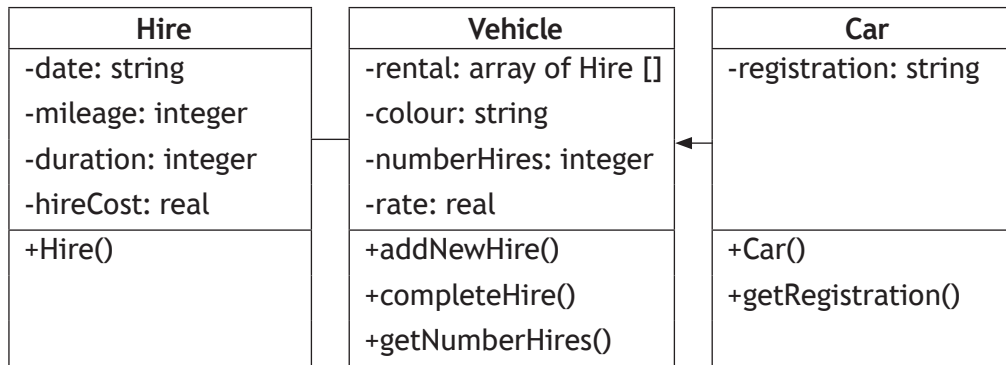 Hire
-date: string
-mileage: integer
-duration: integer
-hireCost: real
+Hire()
Vehicle
-rental: array of Hire []
-colour: string
-numberHires: integer
-rate: real
+addNewHire()
+completeHire()
+getNumberHires()
Car
-registration: string
+Car()
+getRegistration()